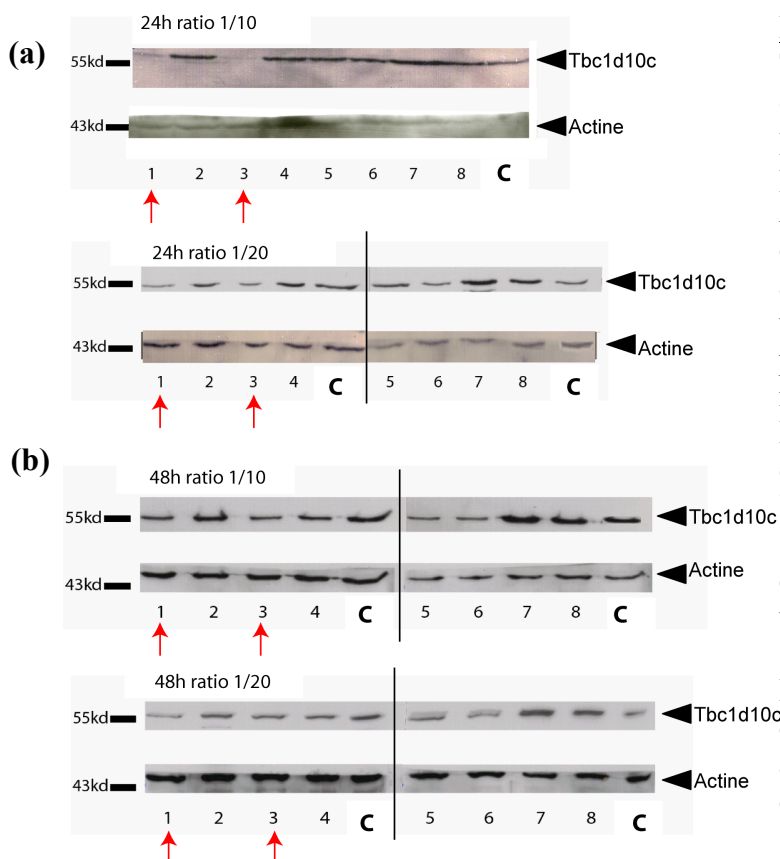 (a)
24h ratio 1/10
55kd
Tbc1d10c
43kd
Actine
1 2 3 4 5 6 7 8 C
24h ratio 1/20
55kd
Tbc1d10c
43kd
Actine
1 2 3 4 C 5 6 7 8 C
(b)
48h ratio 1/10
55kd
Tbc1d10c
43kd
Actine
1 2 3 4 C 5 6 7 8 C
48h ratio 1/20
55kd
Tbc1d10c
43kd
Actine
1 2 3 4 C 5 6 7 8 C